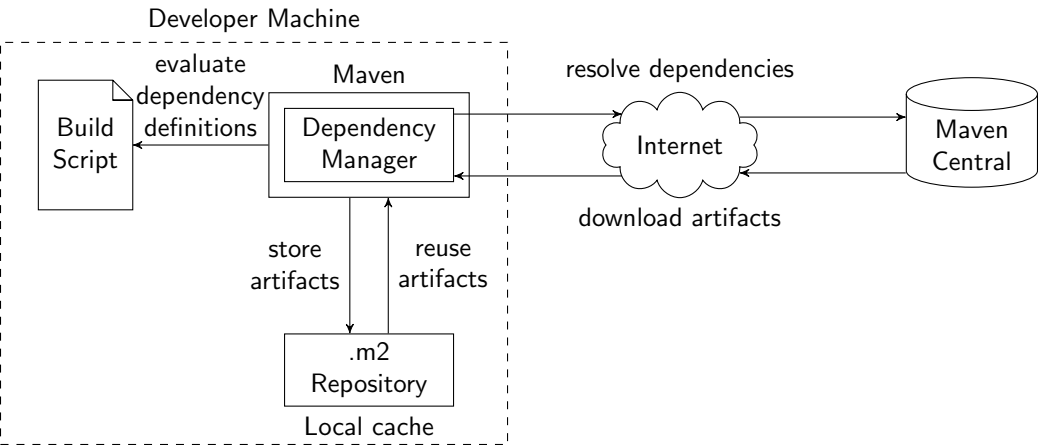 Developer Machine
evaluate
dependency
definitions
Build
Script
Maven
Dependency
Manager
resolve dependencies
Internet
download artifacts
Maven
Central
store
artifacts
reuse
artifacts
.m2
Repository
Local cache